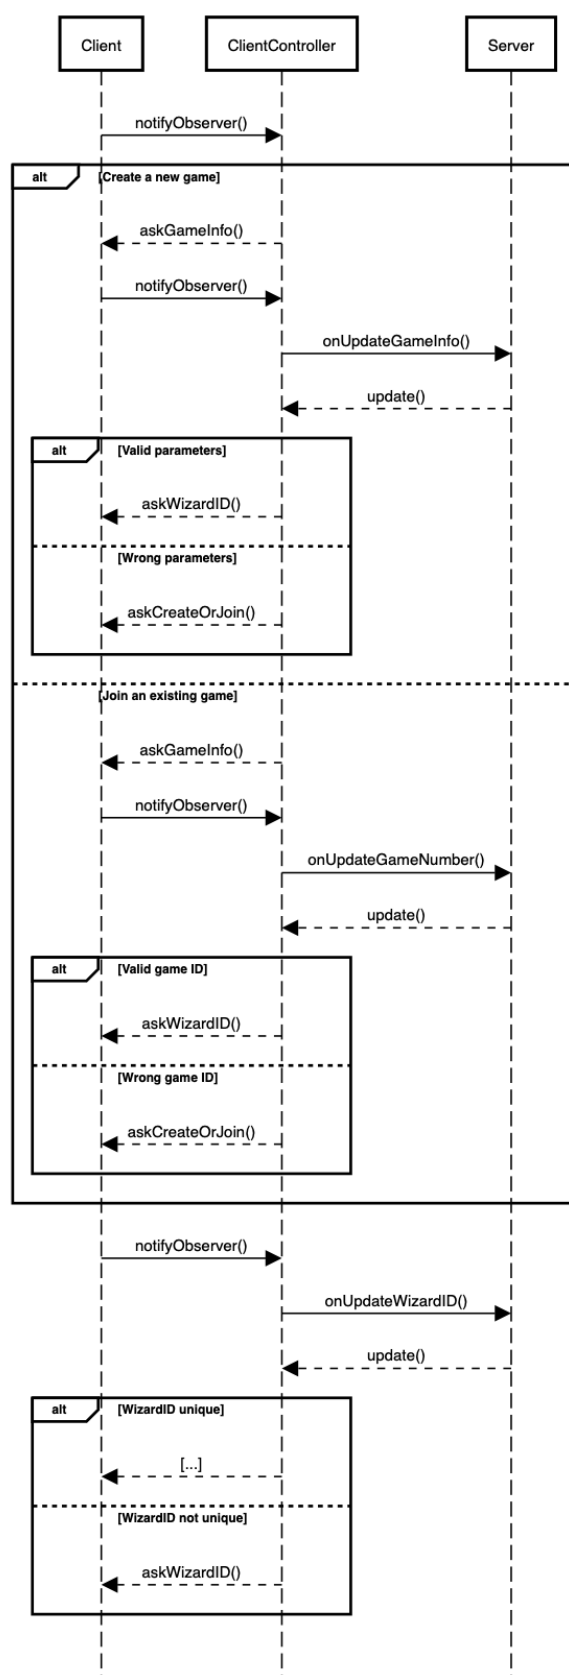 Client
ClientController
Server
notifyObserver()
alt
[Create a new game]
askGameInfo()
notifyObserver()
onUpdateGameInfo()
update()
alt
[Valid parameters]
askWizardID()
[Wrong parameters]
askCreateOrJoin()
[Join an existing game]
askGameInfo()
notifyObserver()
onUpdateGameNumber()
update()
alt
[Valid game ID]
askWizardID()
[Wrong game ID]
askCreateOrJoin()
notifyObserver()
onUpdateWizardID()
update()
alt
[WizardID unique]
[...]
[WizardID not unique]
askWizardID()